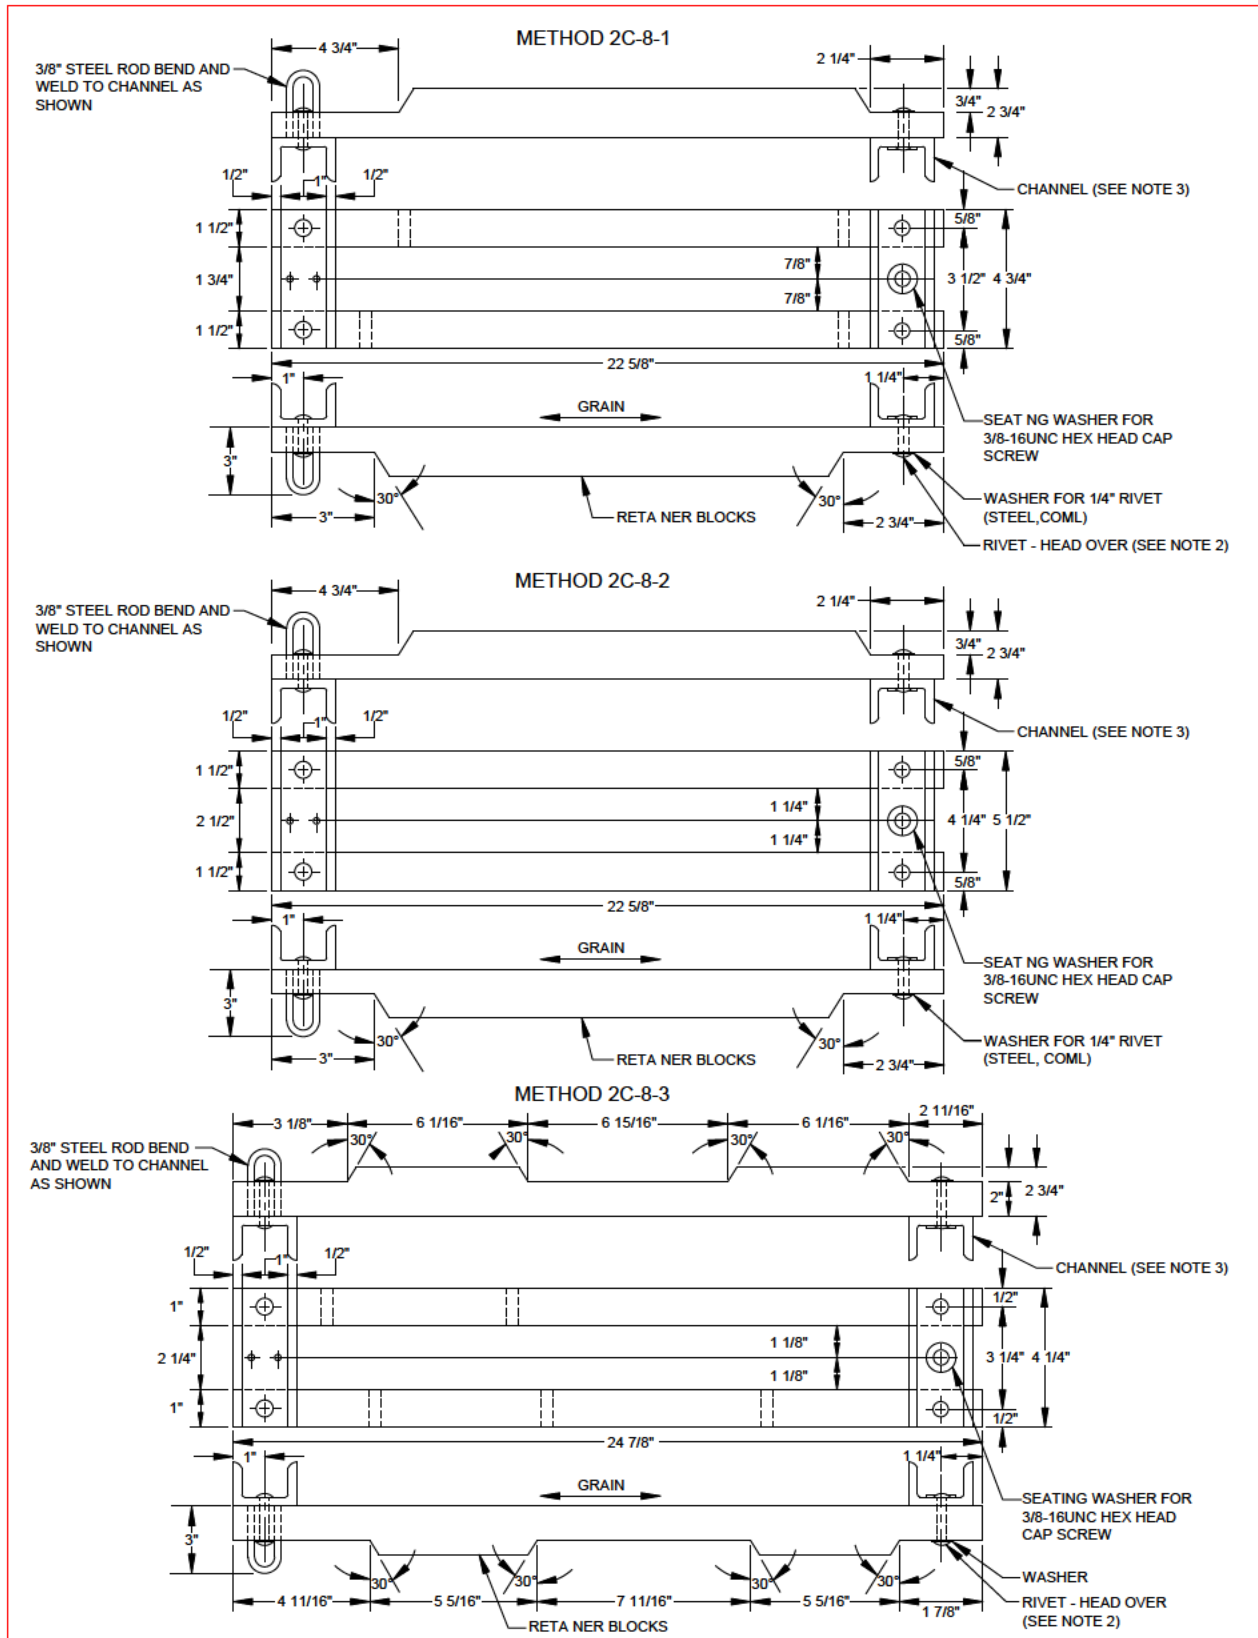 METHOD 2C-8-1
4 3/4"
2 1/4"
3/8" STEEL ROD BEND AND
WELD TO CHANNEL AS
SHOWN
3/4"
2 3/4"
1/2"
1"
1/2"
CHANNEL (SEE NOTE 3)
1 1/2"
5/8"
1 3/4"
7/8"
7/8"
3 1/2"
4 3/4"
1 1/2"
5/8"
22 5/8"
1"
1 1/4"
GRAIN
SEAT NG WASHER FOR
3/8-16UNC HEX HEAD CAP
SCREW
3"
30°
30°
WASHER FOR 1/4" RIVET
(STEEL,COML)
3"
RETA NER BLOCKS
2 3/4"
RIVET - HEAD OVER (SEE NOTE 2)
METHOD 2C-8-2
4 3/4"
2 1/4"
3/8" STEEL ROD BEND AND
WELD TO CHANNEL AS
SHOWN
3/4"
2 3/4"
1/2"
1"
1/2"
CHANNEL (SEE NOTE 3)
1 1/2"
5/8"
2 1/2"
1 1/4"
1 1/4"
4 1/4"
5 1/2"
1 1/2"
5/8"
22 5/8"
1"
1 1/4"
GRAIN
SEAT NG WASHER FOR
3/8-16UNC HEX HEAD CAP
SCREW
3"
30°
30°
WASHER FOR 1/4" RIVET
(STEEL, COML)
3"
RETA NER BLOCKS
2 3/4"
METHOD 2C-8-3
3 1/8"
6 1/16"
6 15/16"
6 1/16"
2 11/16"
30°
30°
30°
30°
3/8" STEEL ROD BEND
AND WELD TO CHANNEL
AS SHOWN
2"
2 3/4"
1/2"
1"
1/2"
CHANNEL (SEE NOTE 3)
1"
1/2"
2 1/4"
1 1/8"
1 1/8"
3 1/4"
4 1/4"
1"
1/2"
24 7/8"
1"
1 1/4"
GRAIN
SEATING WASHER FOR
3/8-16UNC HEX HEAD
CAP SCREW
3"
30°
30°
30°
30°
WASHER
4 11/16"
5 5/16"
7 11/16"
5 5/16"
1 7/8"
RIVET - HEAD OVER
(SEE NOTE 2)
RETA NER BLOCKS